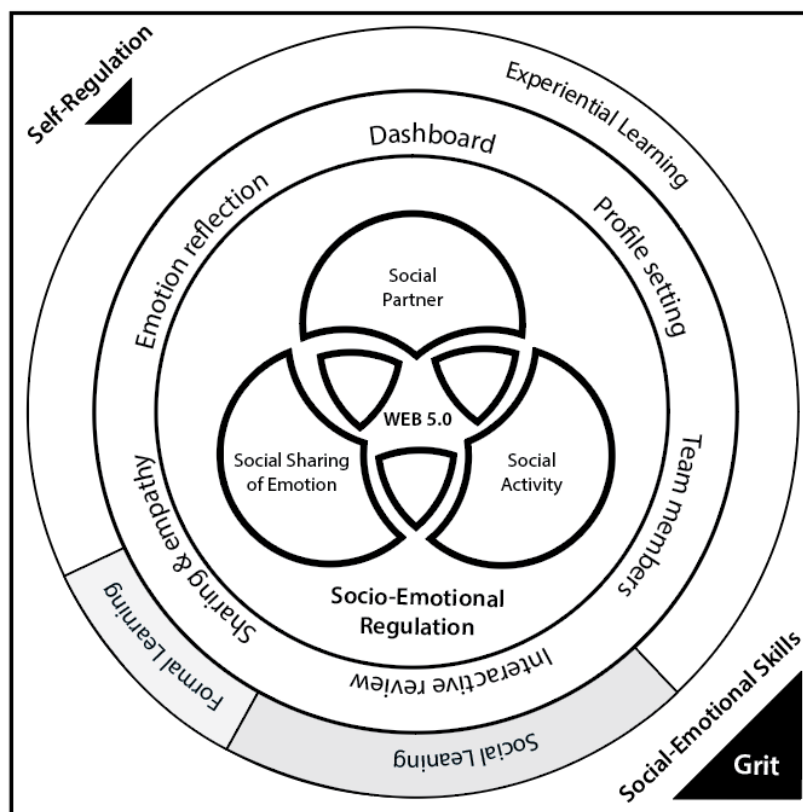 Self-Regulation
Experiential Learning
Dashboard
Emotion reflection
Profile setting
Social
Partner
WEB 5.0
Social Sharing
of Emotion
Social
Activity
Sharing & empathy
Team members
Socio-Emotional
Regulation
Interactive review
Formal Learning
Social Leaning
Social-Emotional Skills
Grit